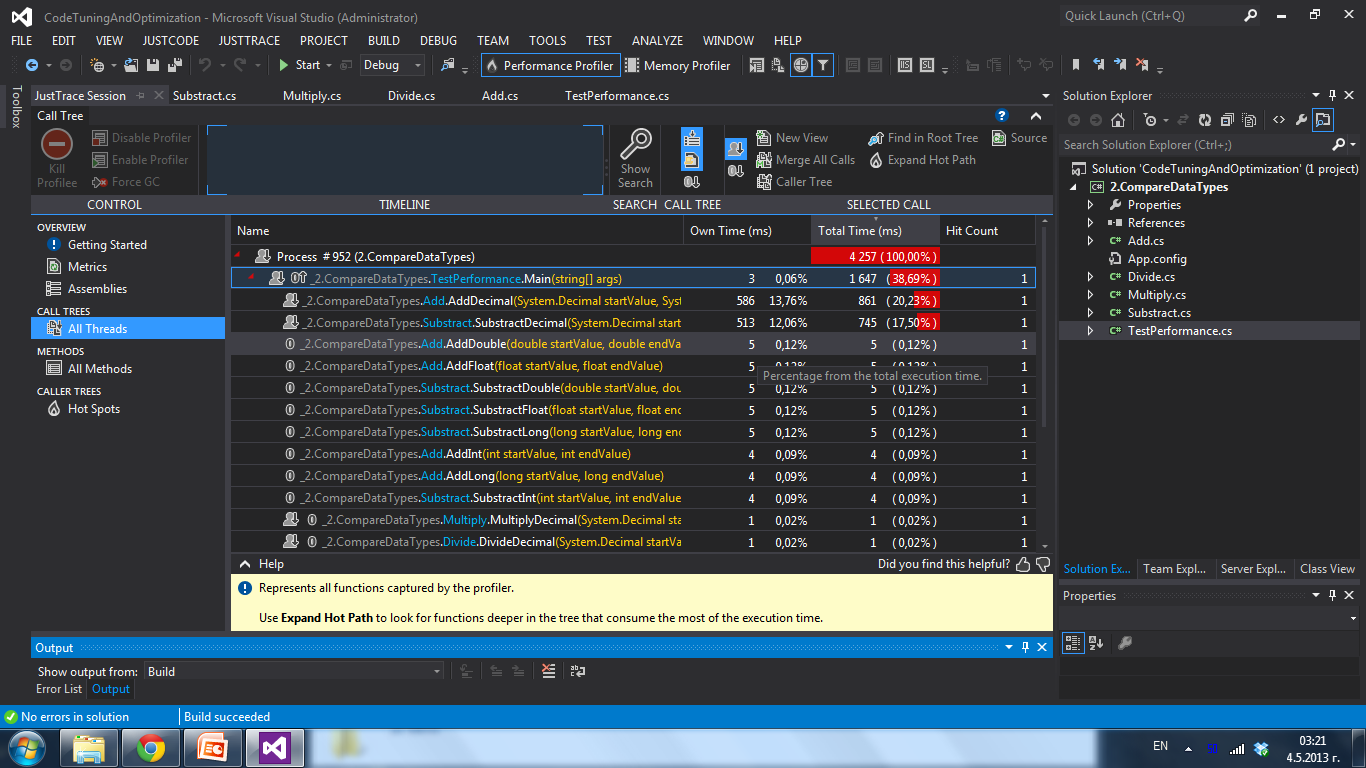 CodeTuningAndOptimization - Microsoft Visual Studio (Administrator)
Quick Launch (Ctrl+Q)
FILE EDIT VIEW JUSTCODE JUSTTRACE PROJECT BUILD DEBUG TEAM TOOLS TEST ANALYZE WINDOW HELP
Start Debug Performance Profiler Memory Profiler
Toolbox
JustTrace Session Substract.cs Multiply.cs Divide.cs Add.cs TestPerformance.cs
Call Tree
Kill Profilee
Disable Profiler
Enable Profiler
Force GC
Show Search
New View Find in Root Tree Source
Merge All Calls Expand Hot Path
Caller Tree
CONTROL TIMELINE SEARCH CALL TREE SELECTED CALL
OVERVIEW
Getting Started
Metrics
Assemblies
CALL TREES
All Threads
METHODS
All Methods
CALLER TREES
Hot Spots
Name Own Time (ms) Total Time (ms) Hit Count
Process # 952 (2.CompareDataTypes) 4 257 (100,00% )
_2.CompareDataTypes.TestPerformance.Main(string[] args) 3 0,06% 1 647 ( 38,69% ) 1
_2.CompareDataTypes.Add.AddDecimal(System.Decimal startValue, Syst 586 13,76% 861 ( 20,23% ) 1
_2.CompareDataTypes.Substract.SubstractDecimal(System.Decimal start 513 12,06% 745 ( 17,50% ) 1
_2.CompareDataTypes.Add.AddDouble(double startValue, double endVa 5 0,12% 5 ( 0,12% ) 1
_2.CompareDataTypes.Add.AddFloat(float startValue, float endValue) 5 0,12% 5 ( 0,12% ) 1
Percentage from the total execution time.
_2.CompareDataTypes.Substract.SubstractDouble(double startValue, dou 5 0,12% 5 ( 0,12% ) 1
_2.CompareDataTypes.Substract.SubstractFloat(float startValue, float enc 5 0,12% 5 ( 0,12% ) 1
_2.CompareDataTypes.Substract.SubstractLong(long startValue, long end 5 0,12% 5 ( 0,12% ) 1
_2.CompareDataTypes.Add.AddInt(int startValue, int endValue) 4 0,09% 4 ( 0,09% ) 1
_2.CompareDataTypes.Add.AddLong(long startValue, long endValue) 4 0,09% 4 ( 0,09% ) 1
_2.CompareDataTypes.Substract.SubstractInt(int startValue, int endValue 4 0,09% 4 ( 0,09% ) 1
_2.CompareDataTypes.Multiply.MultiplyDecimal(System.Decimal sta 1 0,02% 1 ( 0,02% ) 1
_2.CompareDataTypes.Divide.DivideDecimal(System.Decimal startVa 1 0,02% 1 ( 0,02% ) 1
Help Did you find this helpful?
Represents all functions captured by the profiler.
Use Expand Hot Path to look for functions deeper in the tree that consume the most of the execution time.
Output
Show output from: Build
Error List Output
Solution Explorer
Search Solution Explorer (Ctrl+;)
Solution 'CodeTuningAndOptimization' (1 project)
2.CompareDataTypes
Properties
References
Add.cs
App.config
Divide.cs
Multiply.cs
Substract.cs
TestPerformance.cs
Solution Ex... Team Expl... Server Expl... Class View
Properties
No errors in solution Build succeeded
EN
03:21
4.5.2013 г.